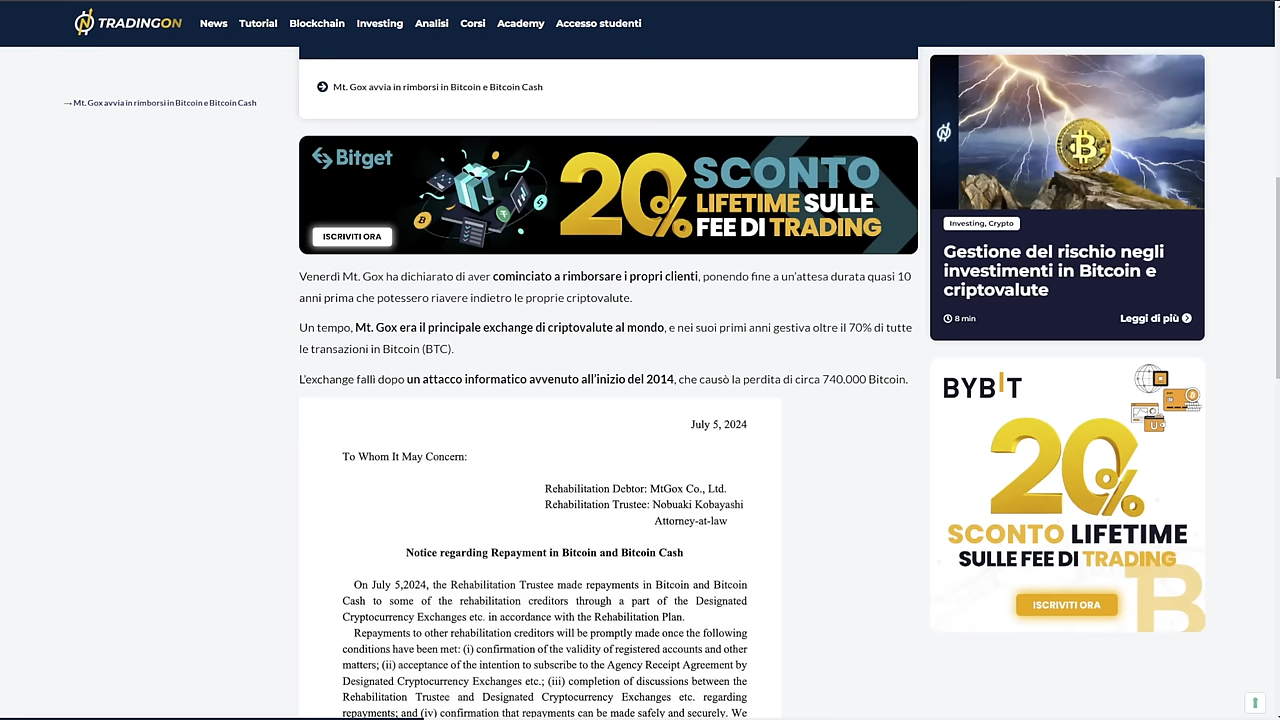 TRADINGON
News Tutorial Blockchain Investing Analisi Corsi Academy Accesso studenti
→ Mt. Gox avvia in rimborsi in Bitcoin e Bitcoin Cash
Mt. Gox avvia in rimborsi in Bitcoin e Bitcoin Cash
Bitget
ISCRIVITI ORA
20% SCONTO
LIFETIME SULLE
FEE DI TRADING
Venerdì Mt. Gox ha dichiarato di aver cominciato a rimborsare i propri clienti, ponendo fine a un'attesa durata quasi 10
anni prima che potessero riavere indietro le proprie criptovalute.
Un tempo, Mt. Gox era il principale exchange di criptovalute al mondo, e nei suoi primi anni gestiva oltre il 70% di tutte
le transazioni in Bitcoin (BTC).
L'exchange fallì dopo un attacco informatico avvenuto all'inizio del 2014, che causò la perdita di circa 740.000 Bitcoin.
July 5, 2024
To Whom It May Concern:
Rehabilitation Debtor: MtGox Co., Ltd.
Rehabilitation Trustee: Nobuaki Kobayashi
Attorney-at-law
Notice regarding Repayment in Bitcoin and Bitcoin Cash
On July 5,2024, the Rehabilitation Trustee made repayments in Bitcoin and Bitcoin
Cash to some of the rehabilitation creditors through a part of the Designated
Cryptocurrency Exchanges etc. in accordance with the Rehabilitation Plan.
Repayments to other rehabilitation creditors will be promptly made once the following
conditions have been met: (i) confirmation of the validity of registered accounts and other
matters; (ii) acceptance of the intention to subscribe to the Agency Receipt Agreement by
Designated Cryptocurrency Exchanges etc.; (iii) completion of discussions between the
Rehabilitation Trustee and Designated Cryptocurrency Exchanges etc. regarding
repayments; and (iv) confirmation that repayments can be made safely and securely. We
Investing, Crypto
Gestione del rischio negli
investimenti in Bitcoin e
criptovalute
8 min
Leggi di più
BYBIT
20%
SCONTO LIFETIME
SULLE FEE DI TRADING
ISCRIVITI ORA